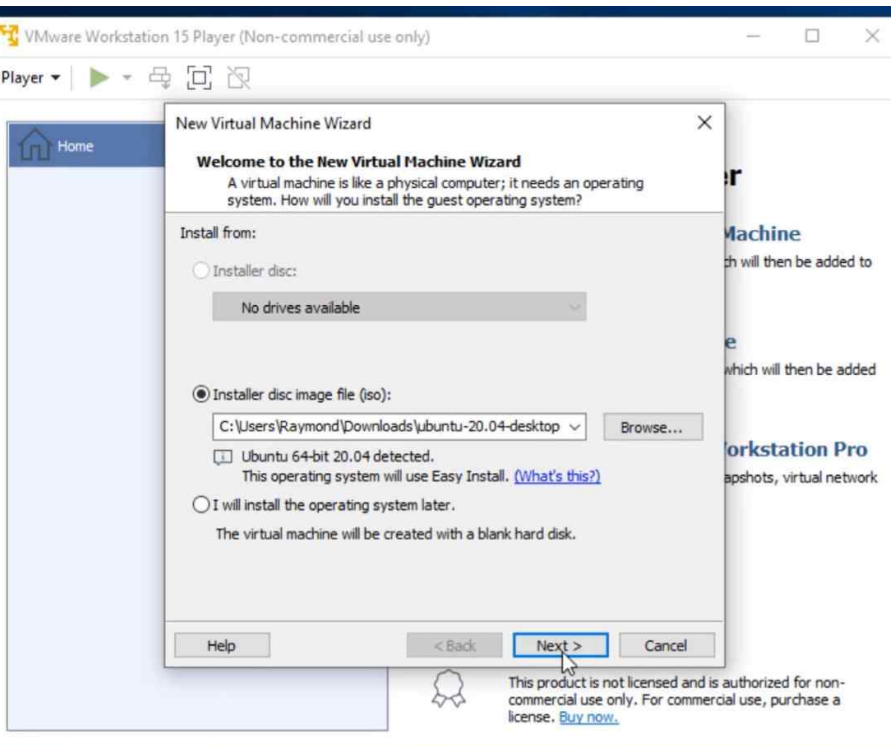 VMware Workstation 15 Player (Non-commercial use only)
Player
Home
New Virtual Machine Wizard
Welcome to the New Virtual Machine Wizard
A virtual machine is like a physical computer; it needs an operating
system. How will you install the guest operating system?
Install from:
Installer disc:
No drives available
Installer disc image file (iso):
C:\Users\Raymond\Downloads\ubuntu-20.04-desktop
Browse...
Ubuntu 64-bit 20.04 detected.
This operating system will use Easy Install. (What's this?)
I will install the operating system later.
The virtual machine will be created with a blank hard disk.
Help
< Back
Next >
Cancel
er
Machine
ch will then be added to
e
which will then be added
orkstation Pro
apshots, virtual network
This product is not licensed and is authorized for non-
commercial use only. For commercial use, purchase a
license. Buy now.